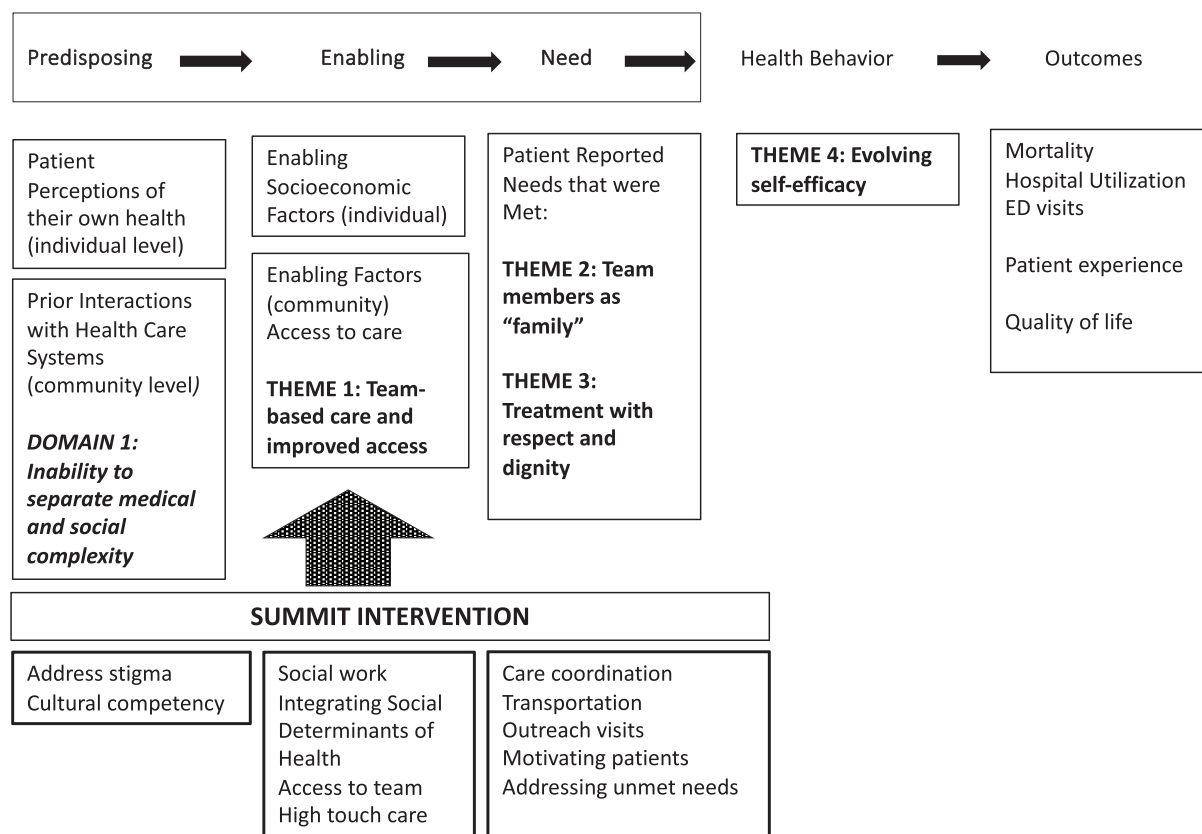 Predisposing
Enabling
Need
Health Behavior
Outcomes
Patient
Perceptions of
their own health
(individual level)
Prior Interactions
with Health Care
Systems
(community level)
DOMAIN 1:
Inability to
separate medical
and social
complexity
Enabling
Socioeconomic
Factors (individual)
Enabling Factors
(community)
Access to care
THEME 1: Team-
based care and
improved access
Patient Reported
Needs that were
Met:
THEME 2: Team
members as
“family”
THEME 3:
Treatment with
respect and
dignity
THEME 4: Evolving
self-efficacy
Mortality
Hospital Utilization
ED visits
Patient experience
Quality of life
SUMMIT INTERVENTION
Address stigma
Cultural competency
Social work
Integrating Social
Determinants of
Health
Access to team
High touch care
Care coordination
Transportation
Outreach visits
Motivating patients
Addressing unmet needs